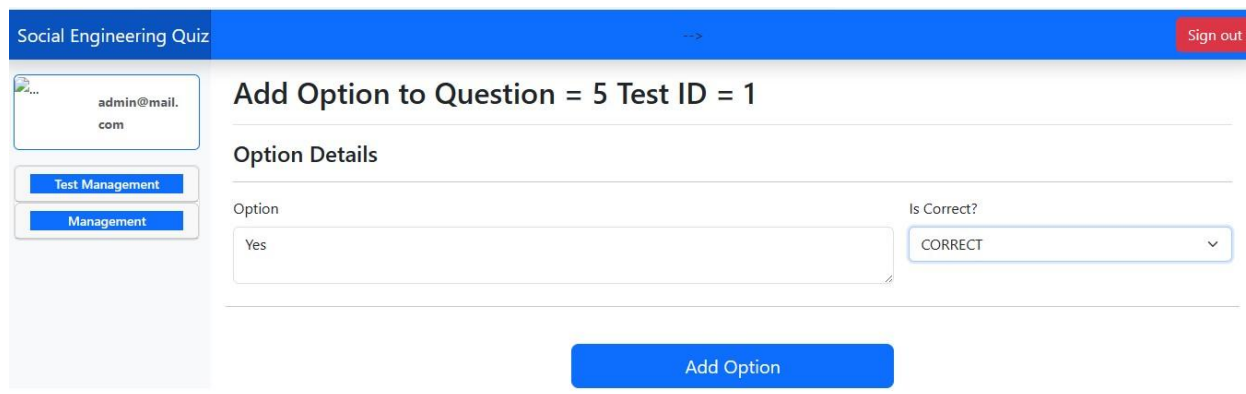 Social Engineering Quiz
-->
Sign out
...
admin@mail.
com
Test Management
Management
Add Option to Question = 5 Test ID = 1
Option Details
Option
Is Correct?
Yes
CORRECT
Add Option